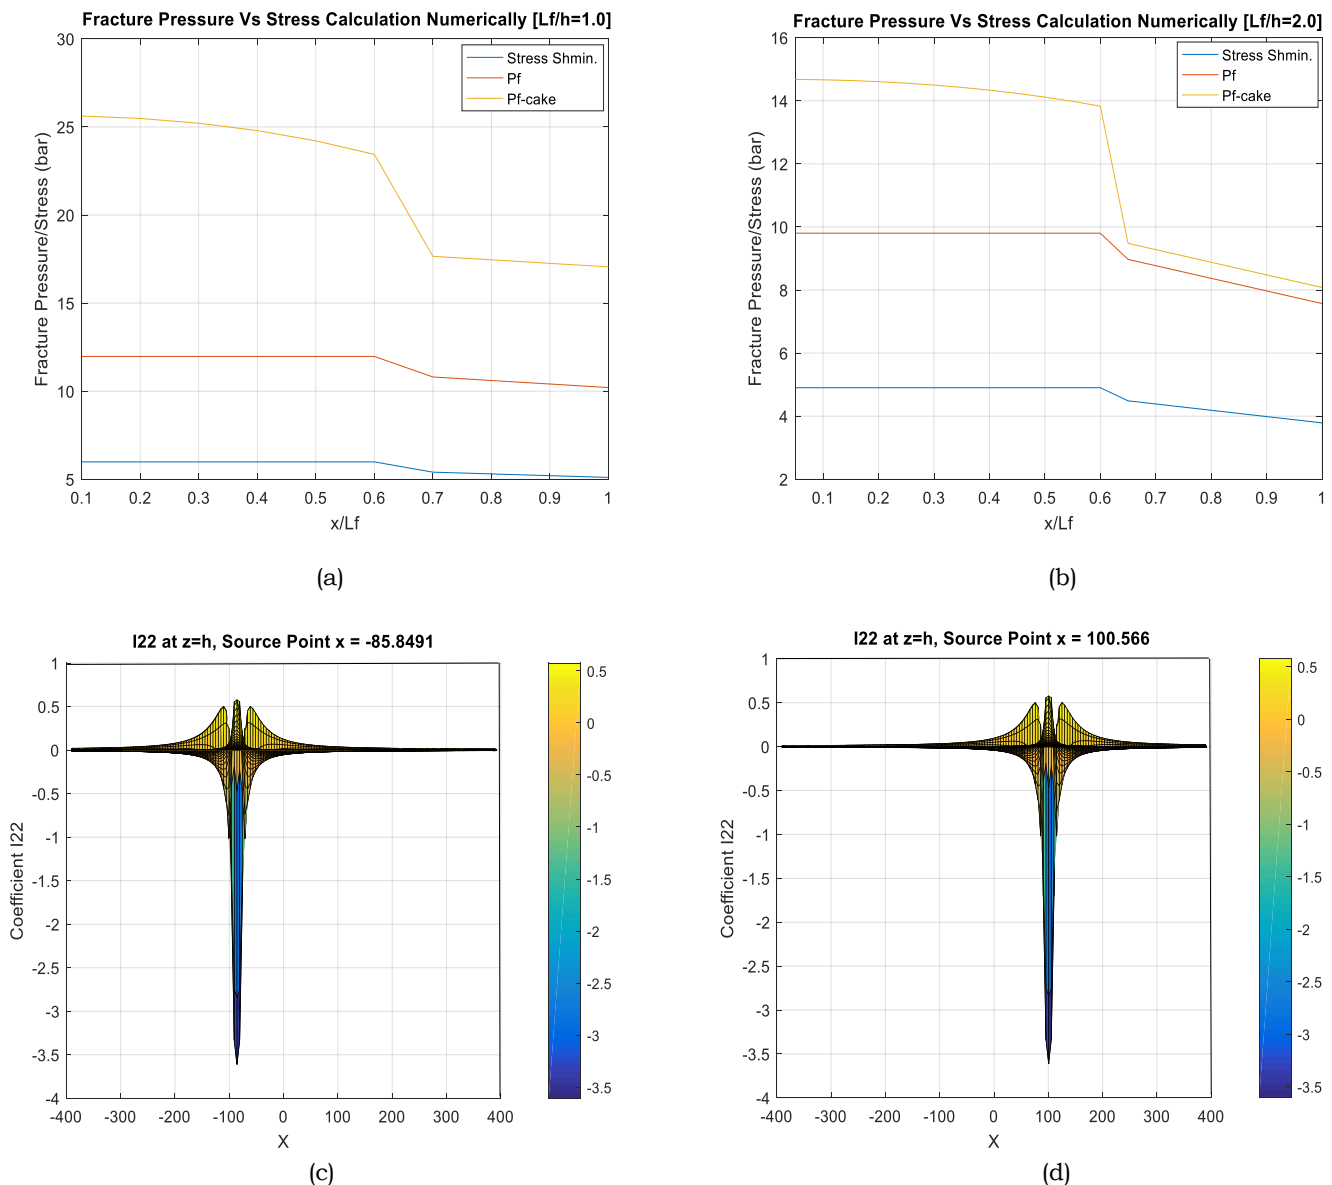 Fracture Pressure Vs Stress Calculation Numerically [Lf/h=1.0]
30
25
20
15
10
5
Fracture Pressure/Stress (bar)
Stress Shmin.
Pf
Pf-cake
0.1 0.2 0.3 0.4 0.5 0.6 0.7 0.8 0.9 1
x/Lf
(a)
Fracture Pressure Vs Stress Calculation Numerically [Lf/h=2.0]
16
14
12
10
8
6
4
2
Fracture Pressure/Stress (bar)
Stress Shmin.
Pf
Pf-cake
0.1 0.2 0.3 0.4 0.5 0.6 0.7 0.8 0.9 1
x/Lf
(b)
I22 at z=h, Source Point x = -85.8491
1
0.5
0
-0.5
-1
-1.5
-2
-2.5
-3
-3.5
-4
Coefficient I22
-400 -300 -200 -100 0 100 200 300 400
X
0.5
0
-0.5
-1
-1.5
-2
-2.5
-3
-3.5
(c)
I22 at z=h, Source Point x = 100.566
1
0.5
0
-0.5
-1
-1.5
-2
-2.5
-3
-3.5
-4
Coefficient I22
-400 -300 -200 -100 0 100 200 300 400
X
0.5
0
-0.5
-1
-1.5
-2
-2.5
-3
-3.5
(d)